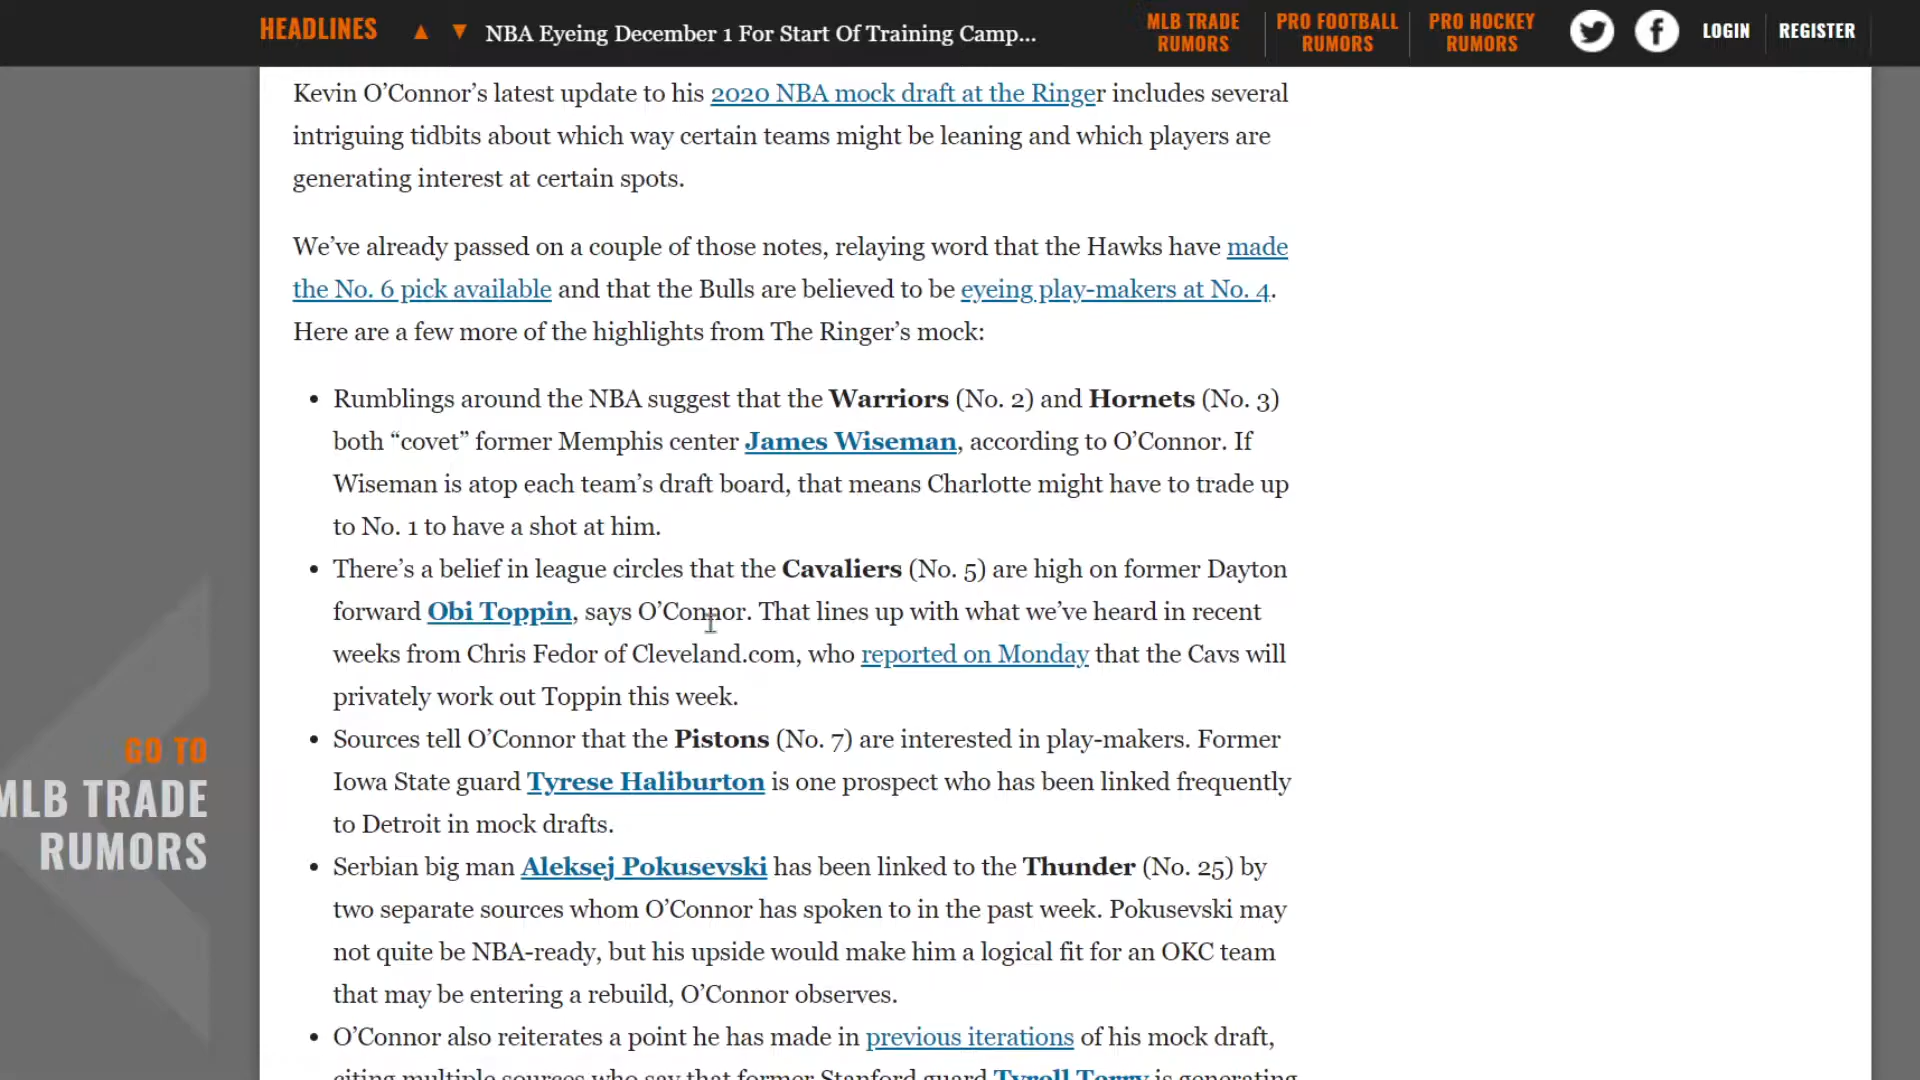 HEADLINES ▲ ▼ NBA Eyeing December 1 For Start Of Training Camp...
MLB TRADE
RUMORS
PRO FOOTBALL
RUMORS
PRO HOCKEY
RUMORS
LOGIN
REGISTER
Kevin O’Connor’s latest update to his 2020 NBA mock draft at the Ringer includes several
intriguing tidbits about which way certain teams might be leaning and which players are
generating interest at certain spots.
We’ve already passed on a couple of those notes, relaying word that the Hawks have made
the No. 6 pick available and that the Bulls are believed to be eyeing play-makers at No. 4.
Here are a few more of the highlights from The Ringer’s mock:
• Rumblings around the NBA suggest that the Warriors (No. 2) and Hornets (No. 3)
both “covet” former Memphis center James Wiseman, according to O’Connor. If
Wiseman is atop each team’s draft board, that means Charlotte might have to trade up
to No. 1 to have a shot at him.
• There’s a belief in league circles that the Cavaliers (No. 5) are high on former Dayton
forward Obi Toppin, says O’Connor. That lines up with what we’ve heard in recent
weeks from Chris Fedor of Cleveland.com, who reported on Monday that the Cavs will
privately work out Toppin this week.
• Sources tell O’Connor that the Pistons (No. 7) are interested in play-makers. Former
Iowa State guard Tyrese Haliburton is one prospect who has been linked frequently
to Detroit in mock drafts.
• Serbian big man Aleksej Pokusevski has been linked to the Thunder (No. 25) by
two separate sources whom O’Connor has spoken to in the past week. Pokusevski may
not quite be NBA-ready, but his upside would make him a logical fit for an OKC team
that may be entering a rebuild, O’Connor observes.
• O’Connor also reiterates a point he has made in previous iterations of his mock draft,
citing multiple sources who say that former Stanford guard Tyrell Terry is generating
GO TO
MLB TRADE
RUMORS